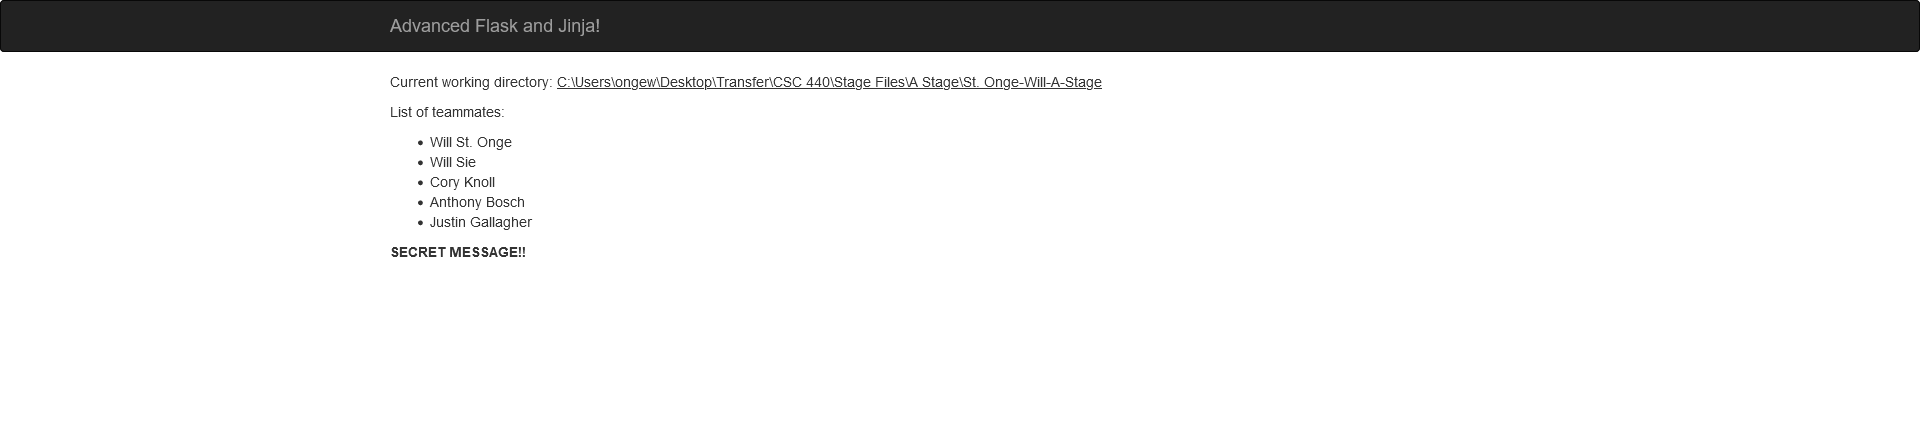 Advanced Flask and Jinja!
Current working directory: C:\Users\ongew\Desktop\Transfer\CSC 440\Stage Files\A Stage\St. Onge-Will-A-Stage
List of teammates:
Will St. Onge
Will Sie
Cory Knoll
Anthony Bosch
Justin Gallagher
SECRET MESSAGE!!